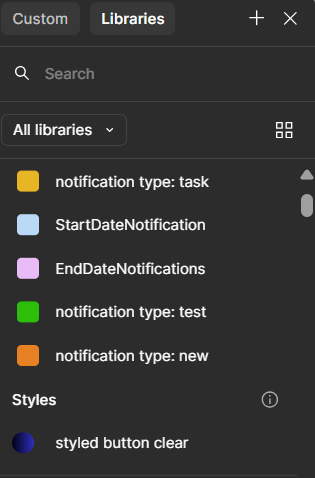 Custom
Libraries
Search
All libraries
notification type: task
StartDateNotification
EndDateNotifications
notification type: test
notification type: new
Styles
styled button clear